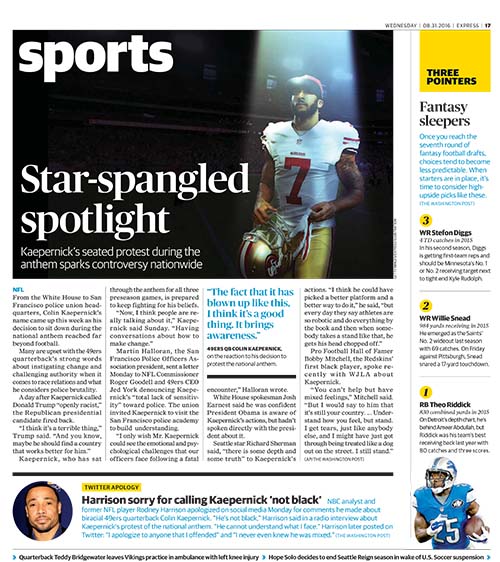 WEDNESDAY | 08.31.2016 | EXPRESS | 17
sports
Star-spangled
spotlight
Kaepernick's seated protest during the
anthem sparks controversy nationwide
NFL
From the White House to San
Francisco police union head-
quarters, Colin Kaepernick's
name came up this week as his
decision to sit down during the
national anthem reached far
beyond football.
Many are upset with the 49ers
quarterback's strong words
about instigating change and
challenging authority when it
comes to race relations and what
he considers police brutality.
A day after Kaepernick called
Donald Trump "openly racist,"
the Republican presidential
candidate fired back.
"I think it's a terrible thing,"
Trump said. "And you know,
maybe he should find a country
that works better for him."
Kaepernick, who has sat
through the anthem for all three
preseason games, is prepared
to keep fighting for his beliefs.
"Now, I think people are re-
ally talking about it," Kaeper-
nick said Sunday. "Having
conversations about how to
make change."
Martin Halloran, the San
Francisco Police Officers As-
sociation president, sent a letter
Monday to NFL Commissioner
Roger Goodell and 49ers CEO
Jed York denouncing Kaepe-
nick's "total lack of sensitiv-
ity" toward police. The union
invited Kaepernick to visit the
San Francisco police academy
to build understanding.
"I only wish Mr. Kaepernick
could see the emotional and psy-
chological challenges that our
officers face following a fatal
"The fact that it has
blown up like this,
I think it's a good
thing. It brings
awareness."
49ERS QB COLIN KAEPERNICK,
on the reaction to his decision to
protest the national anthem.
encounter," Halloran wrote.
White House spokesman Josh
Earnest said he is confident
President Obama is aware of
Kaepernick's actions, but hadn't
spoken directly with the presi-
dent about it.
Seattle star Richard Sherman
said, "there is some depth and
some truth" to Kaepernick's
actions. "I think he could have
picked a better platform and a
better way to do it," he said, "but
every day they say athletes are
so robotic and do everything by
the book and then when some-
body takes a stand like that, he
gets his head chopped off."
Pro Football Hall of Famer
Bobby Mitchell, the Redskins'
first black player, spoke re-
cently with WJLA about
Kaepernick.
"You can't help but have
mixed feelings," Mitchell said.
"But I would say to him that
it's still your country. ... Under-
stand how you feel, but stand.
I get tears, just like anybody
else, and I might have just got
through being treated like a dog
out on the street. I still stand."
(AP/THE WASHINGTON POST)
THREE
POINTERS
Fantasy
sleepers
Once you reach the
seventh round of
fantasy football drafts,
choices tend to become
less predictable. When
starters are in place, it's
time to consider high-
upside picks like these.
(THE WASHINGTON POST)
3
WR Stefon Diggs
4 TD catches in 2015
In his second season, Diggs
is getting first-team reps and
should be Minnesota's No. 1
or No. 2 receiving target next
to tight end Kyle Rudolph.
2
WR Willie Snead
984 yards receiving in 2015
He emerged as the Saints'
No. 2 wideout last season
with 69 catches. On Friday
against Pittsburgh, Snead
snared a 17-yard touchdown.
1
RB Theo Riddick
830 combined yards in 2015
On Detroit's depth chart, he's
behind Ameer Abdullah, but
Riddick was his team's best
receiving back last year with
80 catches and three scores.
TWITTER APOLOGY
Harrison sorry for calling Kaepernick 'not black' NBC analyst and
former NFL player Rodney Harrison apologized on social media Monday for comments he made about
biracial 49ers quarterback Colin Kaepernick. "He's not black," Harrison said in a radio interview about
Kaepernick's protest of the national anthem. "He cannot understand what I face." Harrison later posted on
Twitter: "I apologize to anyone that I offended" and "I never even knew he was mixed." (THE WASHINGTON POST)
Quarterback Teddy Bridgewater leaves Vikings practice in ambulance with left knee injury > Hope Solo decides to end Seattle Reign season in wake of U.S. Soccer suspension >